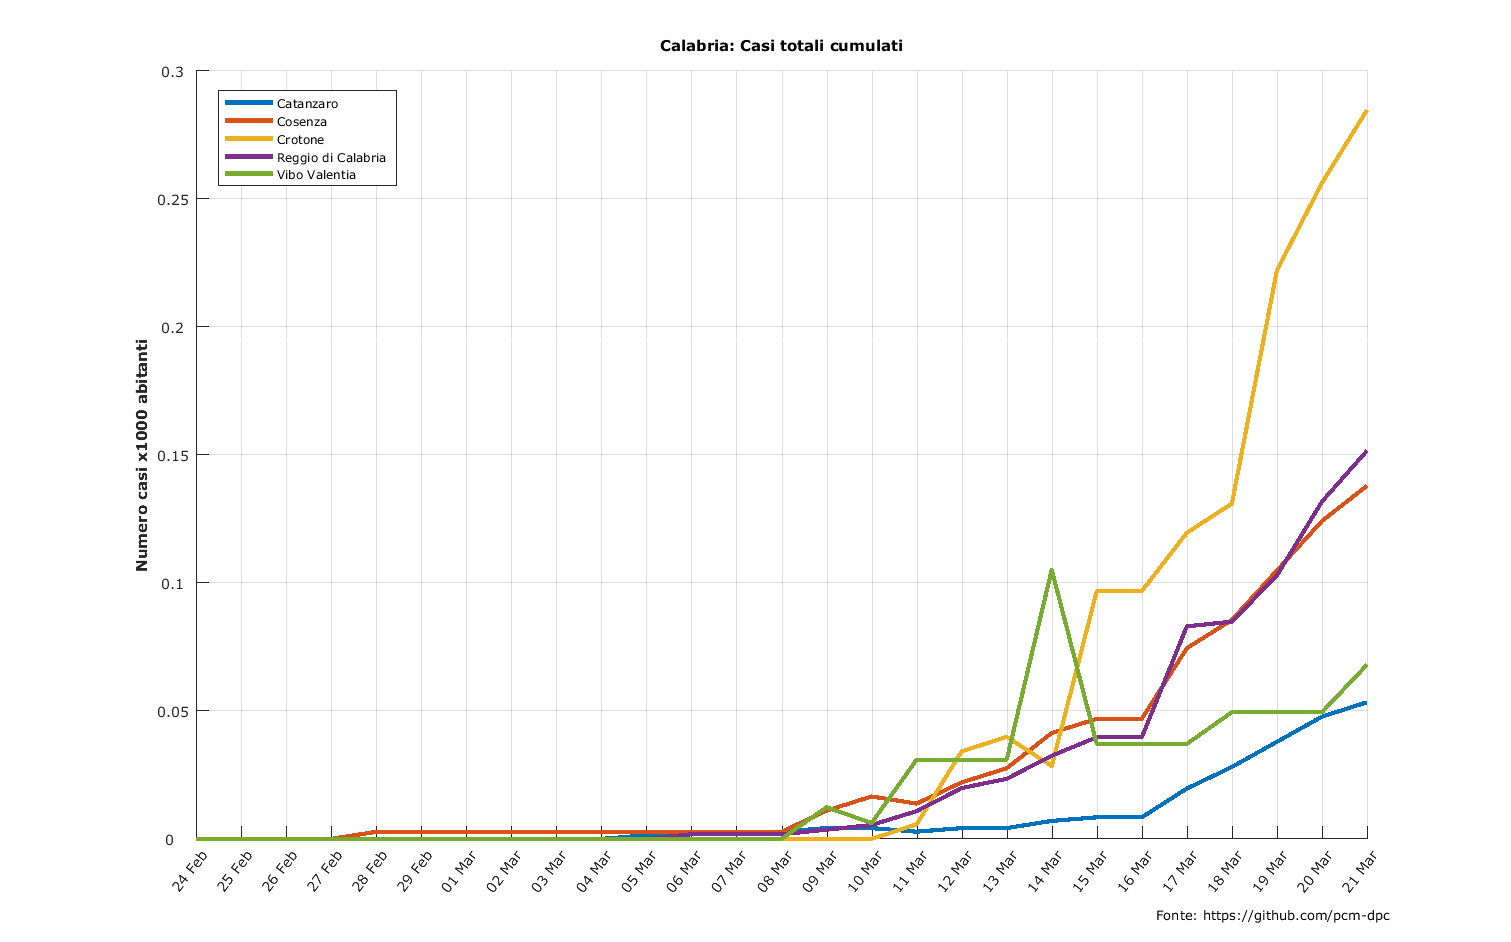 Calabria: Casi totali cumulati
0.3
0.25
0.2
0.15
0.1
0.05
0
Numero casi x1000 abitanti
Catanzaro
Cosenza
Crotone
Reggio di Calabria
Vibo Valentia
24 Feb
25 Feb
26 Feb
27 Feb
28 Feb
29 Feb
01 Mar
02 Mar
03 Mar
04 Mar
05 Mar
06 Mar
07 Mar
08 Mar
09 Mar
10 Mar
11 Mar
12 Mar
13 Mar
14 Mar
15 Mar
16 Mar
17 Mar
18 Mar
19 Mar
20 Mar
21 Mar
Fonte: https://github.com/pcm-dpc